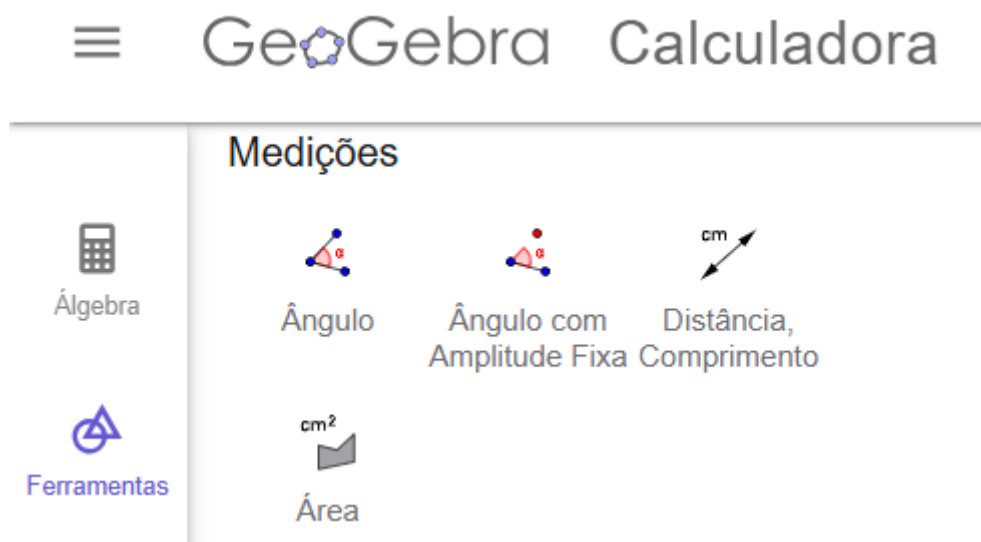 GeoGebra Calculadora
Medições
Álgebra
α
Ângulo
α
Ângulo com
Amplitude Fixa
cm
Distância,
Comprimento
Ferramentas
cm²
Área